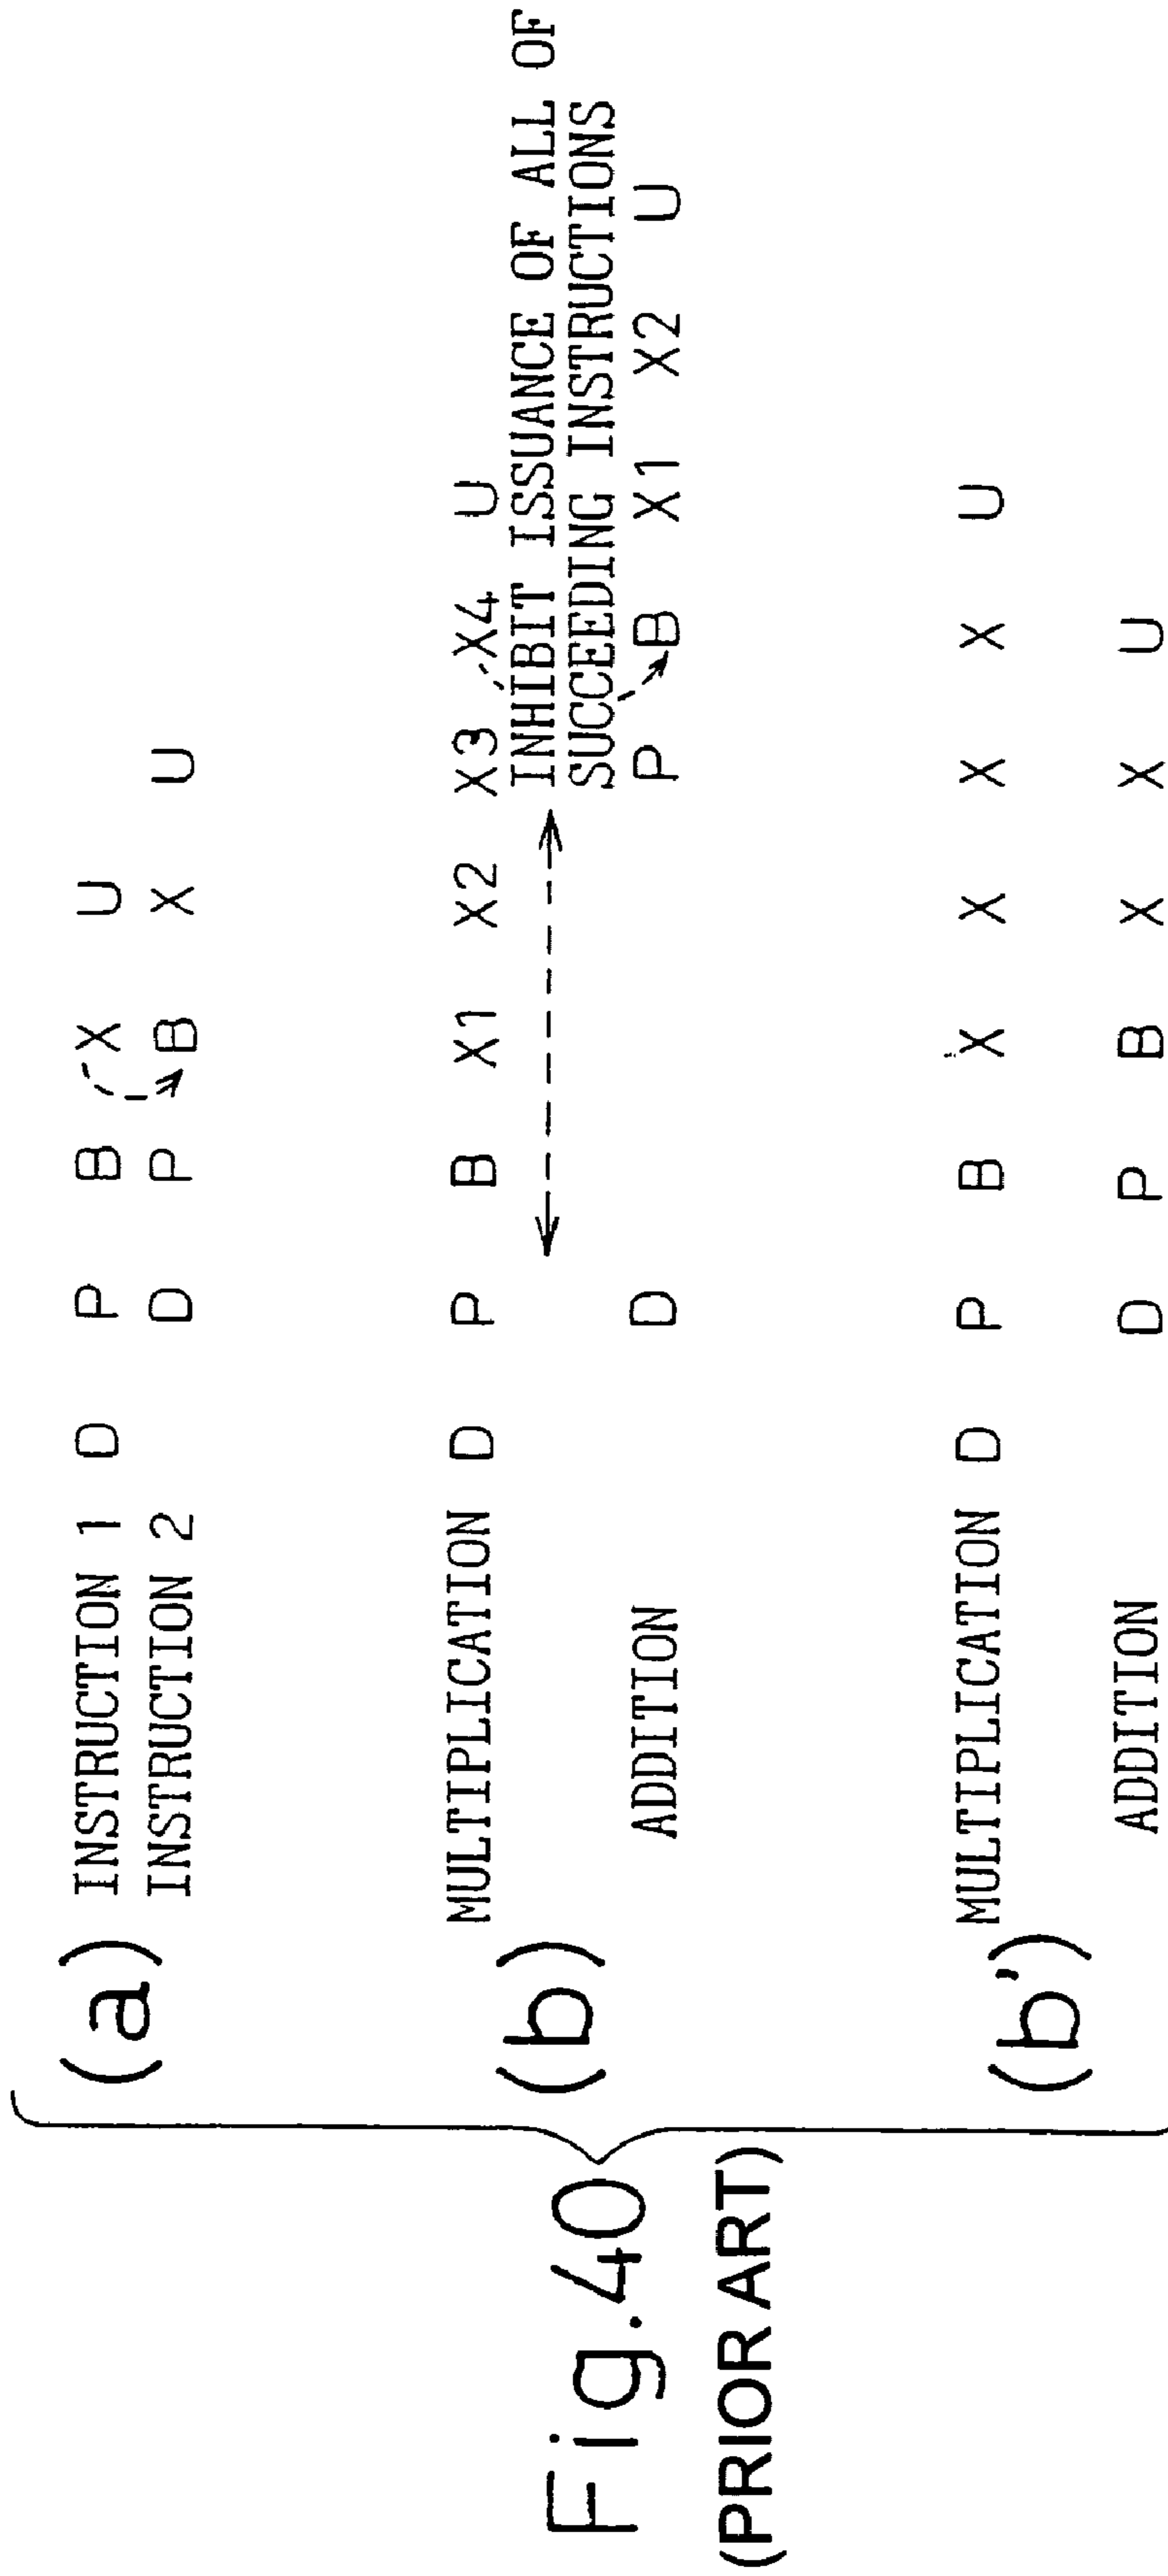 Fig.40
(PRIOR ART)
(a) INSTRUCTION 1 D P B X U
INSTRUCTION 2 D P B X U
(b) MULTIPLICATION D P B X1 X2 X3 X4 U
INHIBIT ISSUANCE OF ALL OF
SUCCEEDING INSTRUCTIONS
ADDITION D P B X1 X2 U
(b') MULTIPLICATION D P B X X X X U
ADDITION D P B X X U